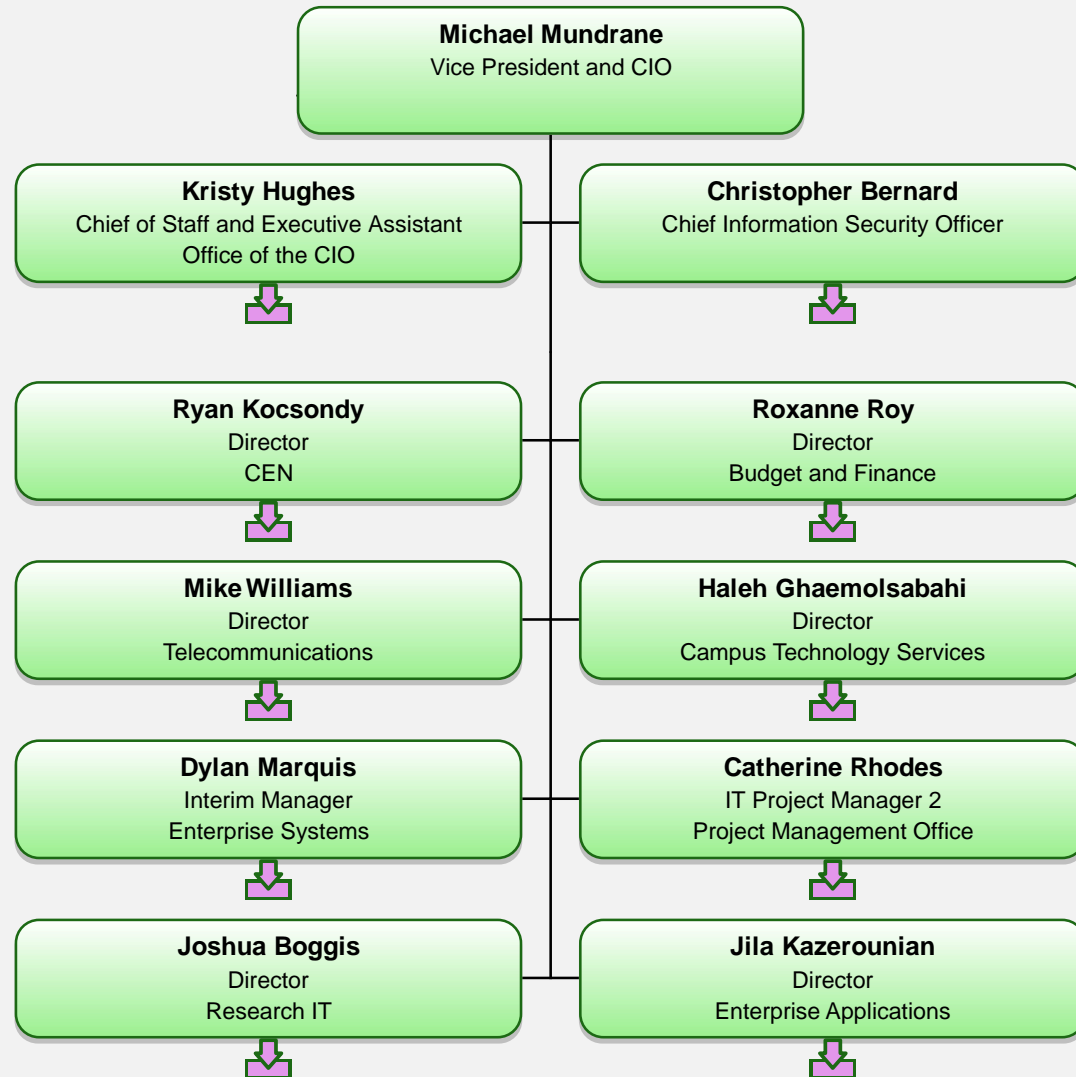 Michael Mundrane
Vice President and CIO
Kristy Hughes
Chief of Staff and Executive Assistant
Office of the CIO
Christopher Bernard
Chief Information Security Officer
Ryan Kocsondy
Director
CEN
Roxanne Roy
Director
Budget and Finance
Mike Williams
Director
Telecommunications
Haleh Ghaemolsabahi
Director
Campus Technology Services
Dylan Marquis
Interim Manager
Enterprise Systems
Catherine Rhodes
IT Project Manager 2
Project Management Office
Joshua Boggis
Director
Research IT
Jila Kazerounian
Director
Enterprise Applications